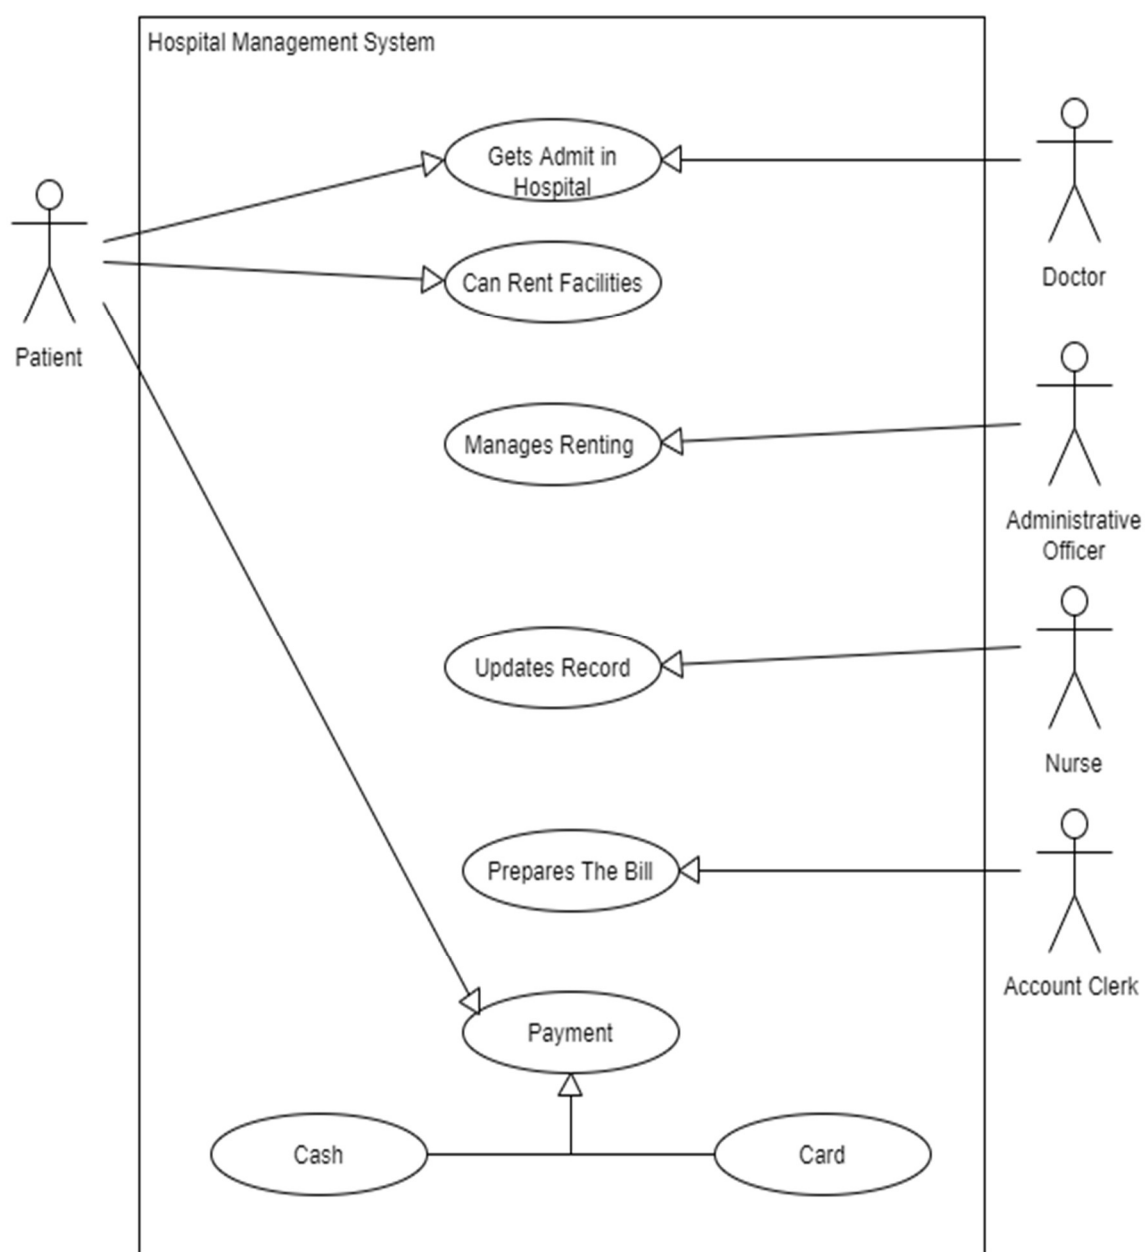 Hospital Management System
Gets Admit in
Hospital
Doctor
Can Rent Facilities
Patient
Manages Renting
Administrative
Officer
Updates Record
Nurse
Prepares The Bill
Account Clerk
Payment
Cash
Card